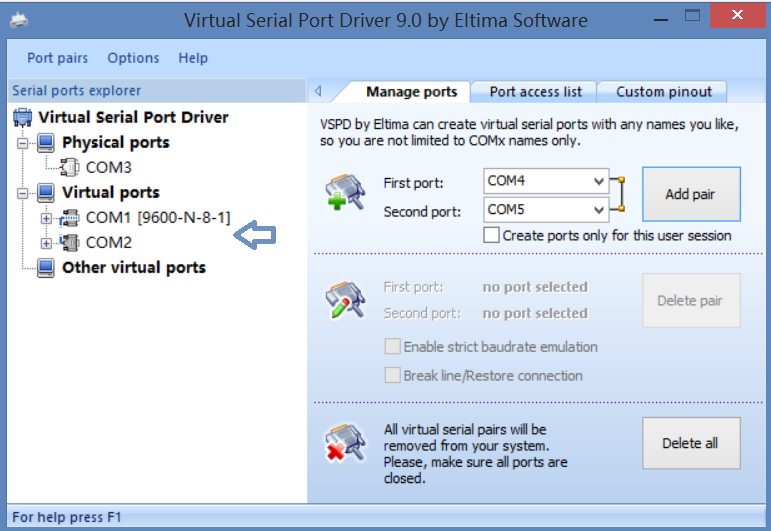 Virtual Serial Port Driver 9.0 by Eltima Software
Port pairs Options Help
Serial ports explorer
Virtual Serial Port Driver
Physical ports
COM3
Virtual ports
COM1 [9600-N-8-1]
COM2
Other virtual ports
Manage ports Port access list Custom pinout
VSPD by Eltima can create virtual serial ports with any names you like,
so you are not limited to COMx names only.
First port: COM4
Second port: COM5
Add pair
Create ports only for this user session
First port: no port selected
Second port: no port selected
Delete pair
Enable strict baudrate emulation
Break line/Restore connection
All virtual serial pairs will be
removed from your system.
Please, make sure all ports are
closed.
Delete all
For help press F1